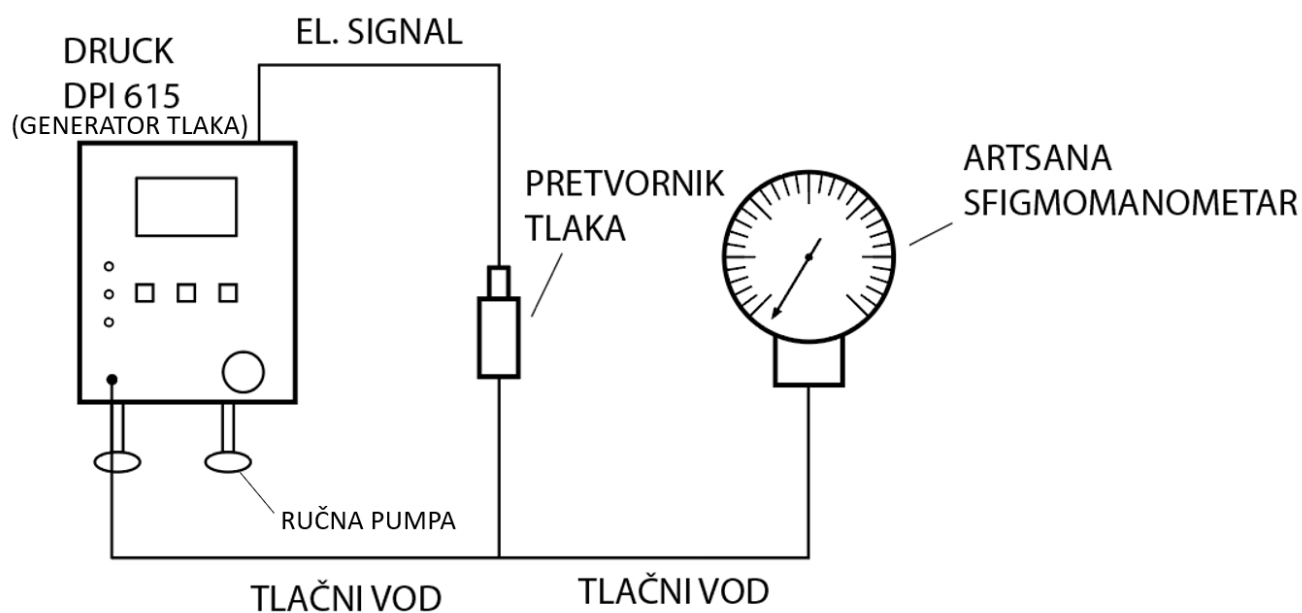 DRUCK
DPI 615
(GENERATOR TLAKA)
EL. SIGNAL
PRETVORNIK
TLAKA
ARTSANA
SFIGMOMANOMETAR
RUČNA PUMPA
TLAČNI VOD
TLAČNI VOD